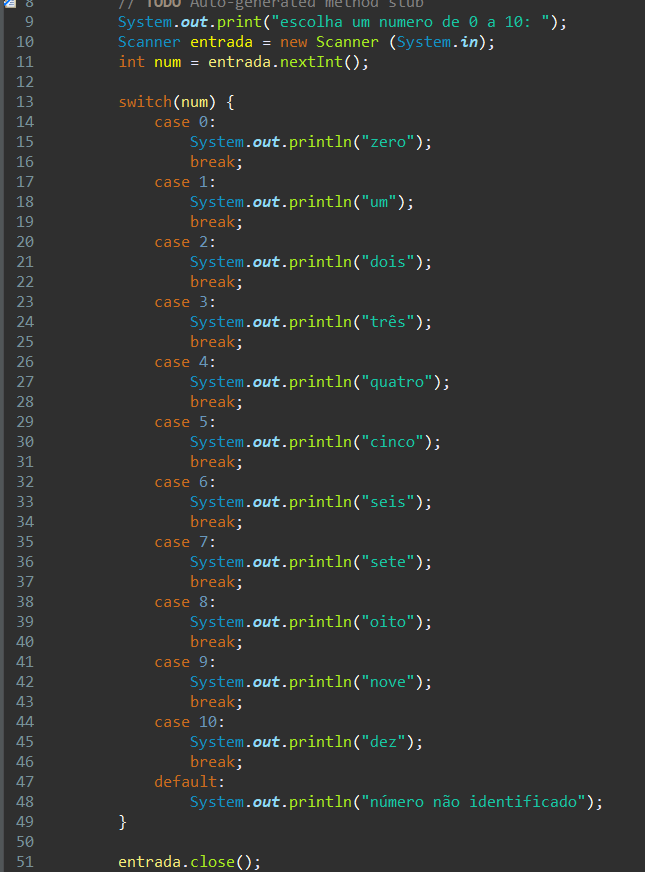 8 // TODO Auto-generated method stub
9 System.out.print("escolha um numero de 0 a 10: ");
10 Scanner entrada = new Scanner (System.in);
11 int num = entrada.nextInt();
12
13 switch(num) {
14 case 0:
15 System.out.println("zero");
16 break;
17 case 1:
18 System.out.println("um");
19 break;
20 case 2:
21 System.out.println("dois");
22 break;
23 case 3:
24 System.out.println("três");
25 break;
26 case 4:
27 System.out.println("quatro");
28 break;
29 case 5:
30 System.out.println("cinco");
31 break;
32 case 6:
33 System.out.println("seis");
34 break;
35 case 7:
36 System.out.println("sete");
37 break;
38 case 8:
39 System.out.println("oito");
40 break;
41 case 9:
42 System.out.println("nove");
43 break;
44 case 10:
45 System.out.println("dez");
46 break;
47 default:
48 System.out.println("número não identificado");
49 }
50
51 entrada.close();